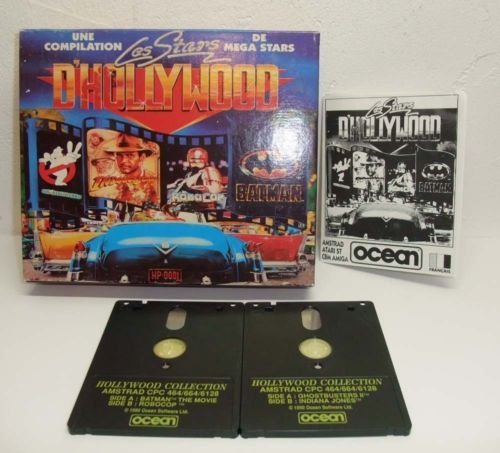 UNE
COMPILATION
Les Stars
DE
MEGA STARS
D'HOLLYWOOD
ROBOCOP
BATMAN
HP·0001
Les Stars
D'HOLLYWOOD
BATMAN
AMSTRAD
ATARI ST
CBM AMIGA
ocean
FRANÇAIS
HOLLYWOOD COLLECTION
AMSTRAD CPC 464/664/6128
SIDE A : BATMAN™ THE MOVIE
SIDE B : ROBOCOP™
© 1990 Ocean Software Ltd.
ocean
HOLLYWOOD COLLECTION
AMSTRAD CPC 464/664/6128
SIDE A : GHOSTBUSTERS II™
SIDE B : INDIANA JONES™
© 1990 Ocean Software Ltd.
ocean